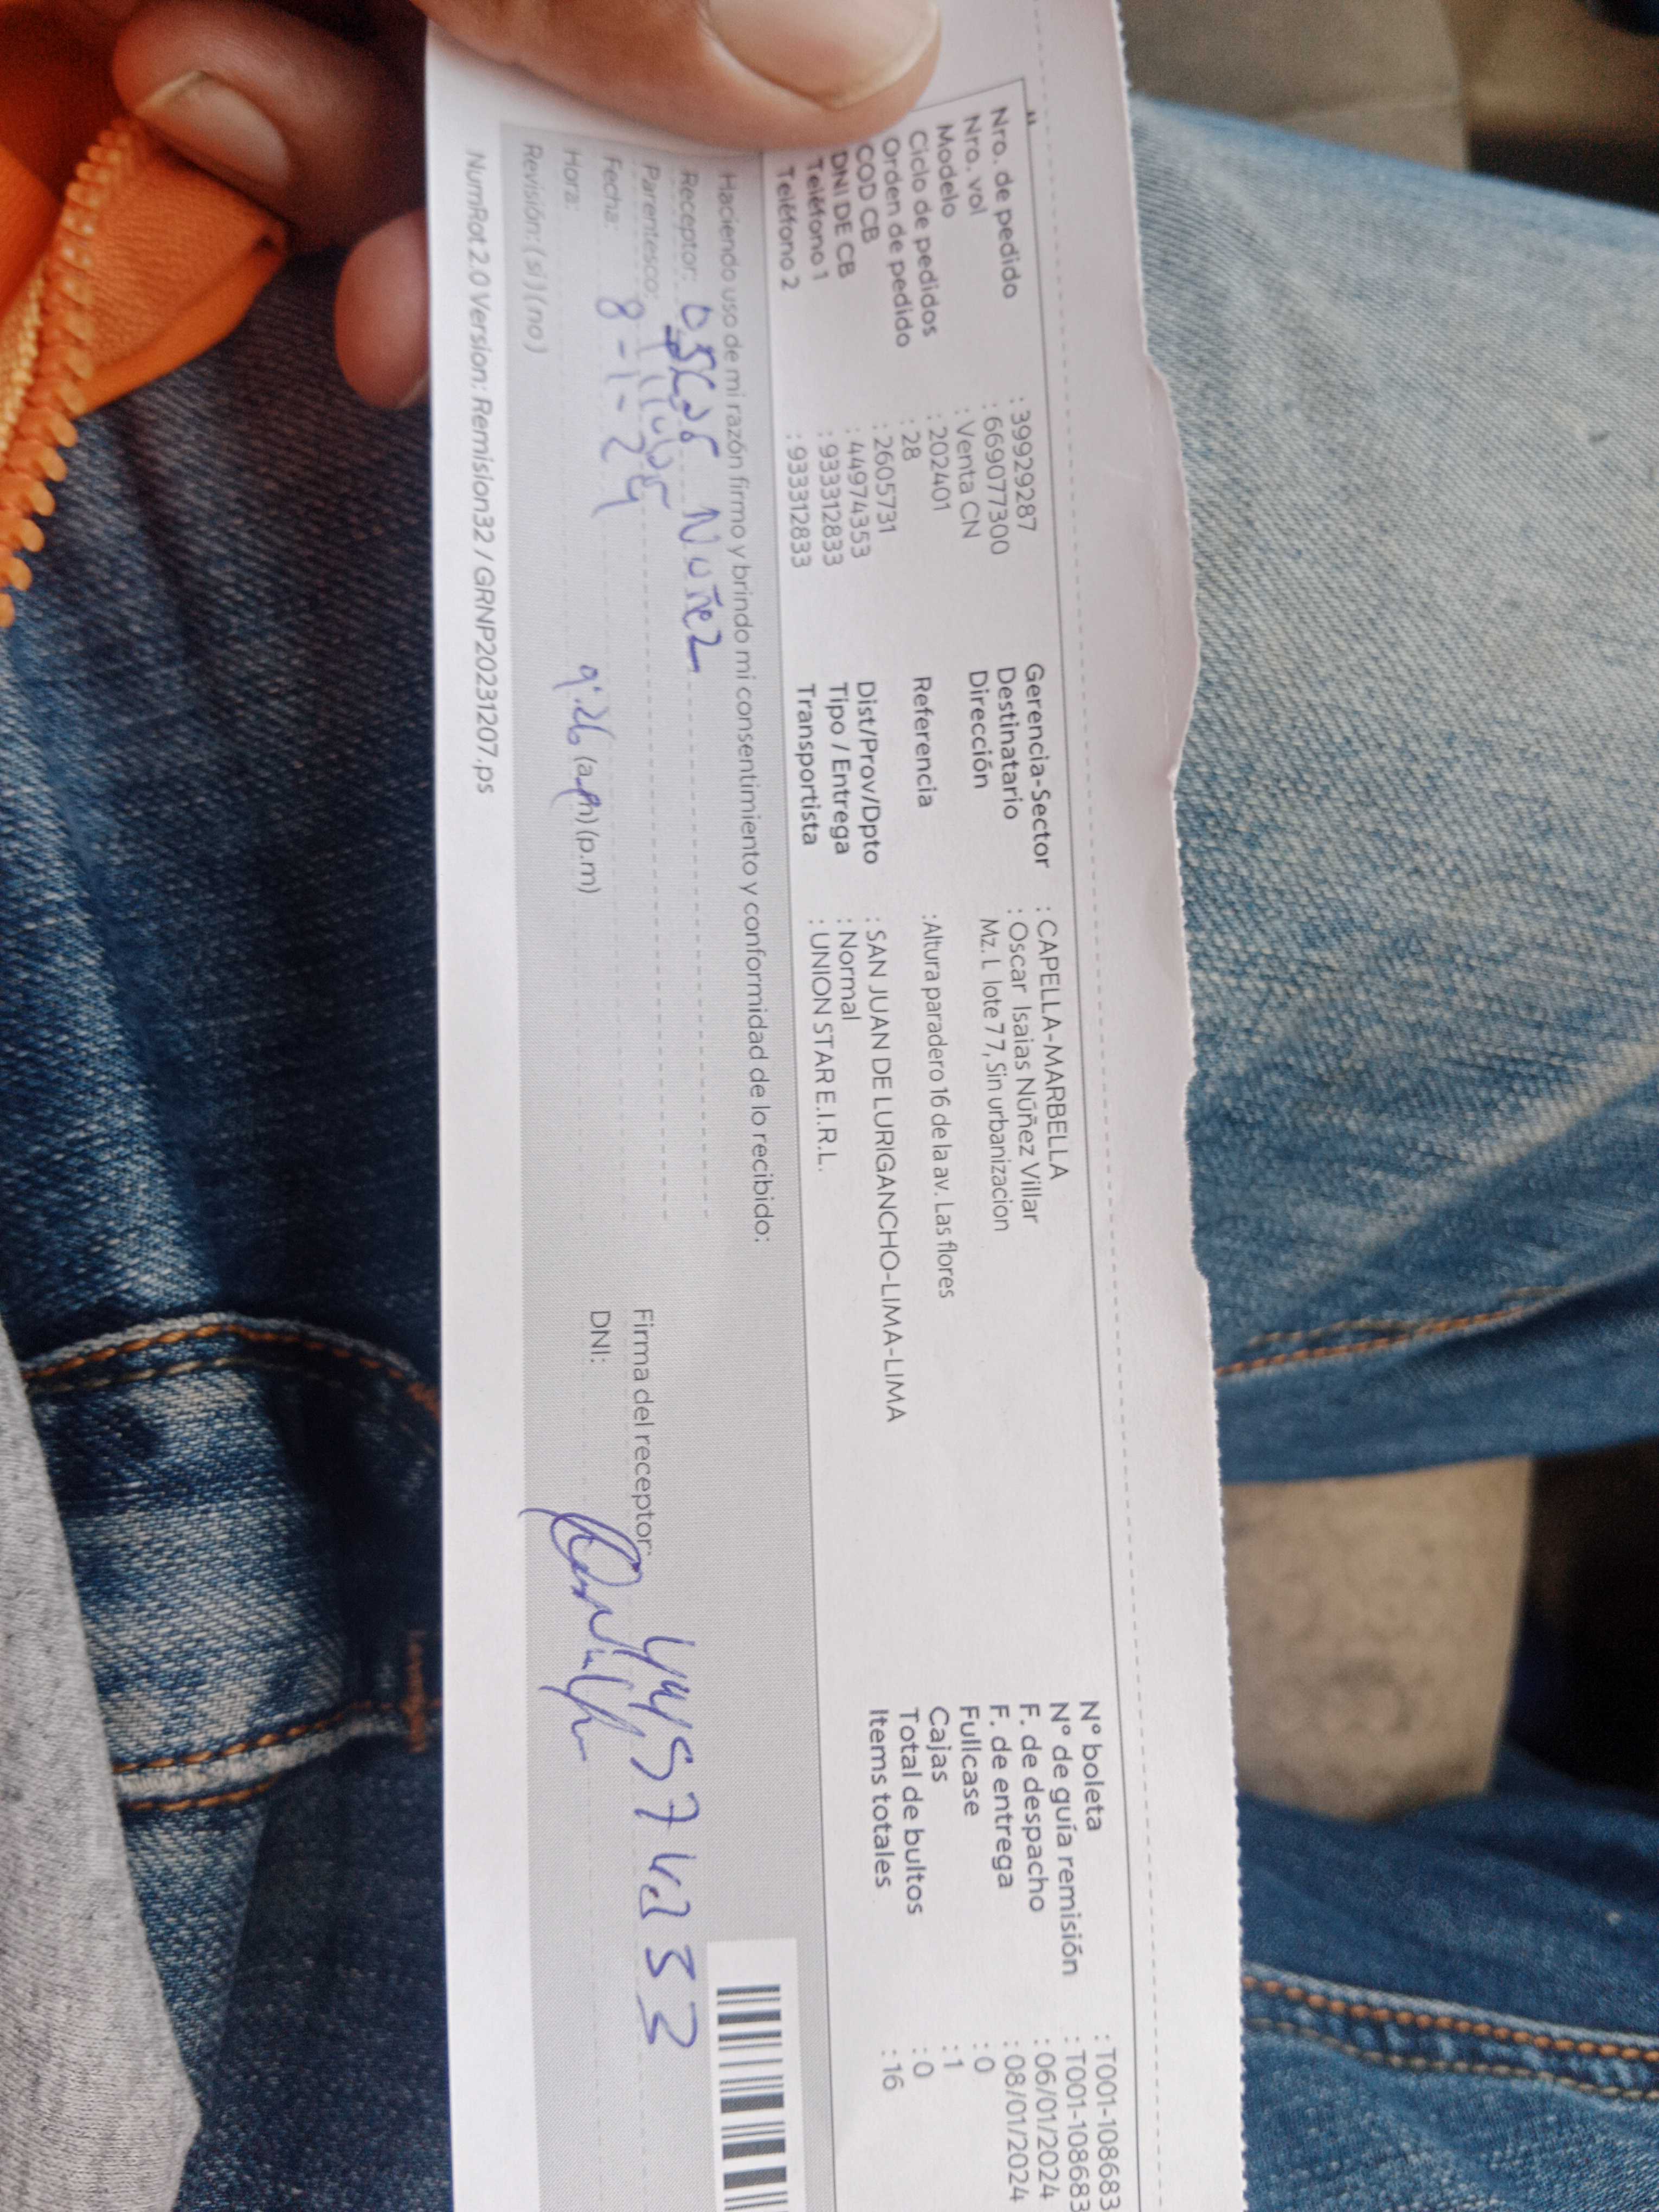 Nro. de pedido : 39929287
Nro. vol : 6690773OO
Modelo : Venta CN
Ciclo de pedidos : 202401
Orden de pedido : 28
COD CB : 2605731
DNI DE CB : 44974353
Teléfono 1 : 933312833
Teléfono 2 : 933312833
Gerencia-Sector : CAPELLA-MARBELLA
Destinatario : Oscar Isaias Núñez Villar
Dirección Mz. L lote 7 7, Sin urbanizacion
Referencia :Altura paradero 16 de la av. Las flores
Dist/Prov/Dpto : SAN JUAN DE LURIGANCHO-LIMA-LIMA
Tipo / Entrega : Normal
Transportista : UNION STAR E.I.R.L.
N° boleta : T001-108683
N° de guía remisión : T001-108683
F. de despacho : 06/01/2024
F. de entrega : 08/01/2024
Fullcase : 0
Cajas : 1
Total de bultos : 0
Items totales : 16
Haciendo uso de mi razón firmo y brindo mi consentimiento y conformidad de lo recibido:
Receptor: Oscar Nuñez
Parentesco:
Fecha: 8-1-24
Hora: 9:26 (a.m) (p.m)
Revisión: (si) (no)
Firma del receptor:
DNI:
NumRot 2.0 Version: Remision32 / GRNP20231207.ps